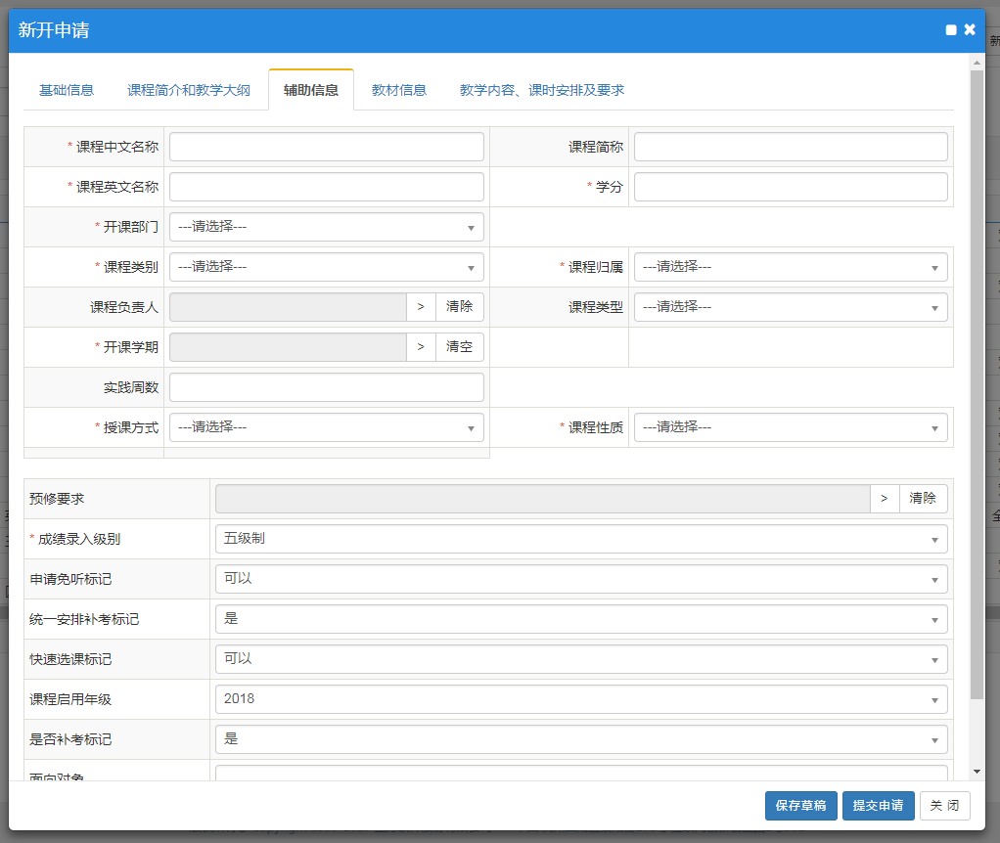 新开申请
基础信息 课程简介和教学大纲 辅助信息 教材信息 教学内容、课时安排及要求
* 课程中文名称 课程简称
* 课程英文名称 * 学分
* 开课部门 ---请选择---
* 课程类别 ---请选择--- * 课程归属 ---请选择---
课程负责人 > 清除 课程类型 ---请选择---
* 开课学期 > 清空
实践周数
* 授课方式 ---请选择--- * 课程性质 ---请选择---
预修要求 > 清除
* 成绩录入级别 五级制
申请免听标记 可以
统一安排补考标记 是
快速选课标记 可以
课程启用年级 2018
是否补考标记 是
面向对象
保存草稿 提交申请 关 闭